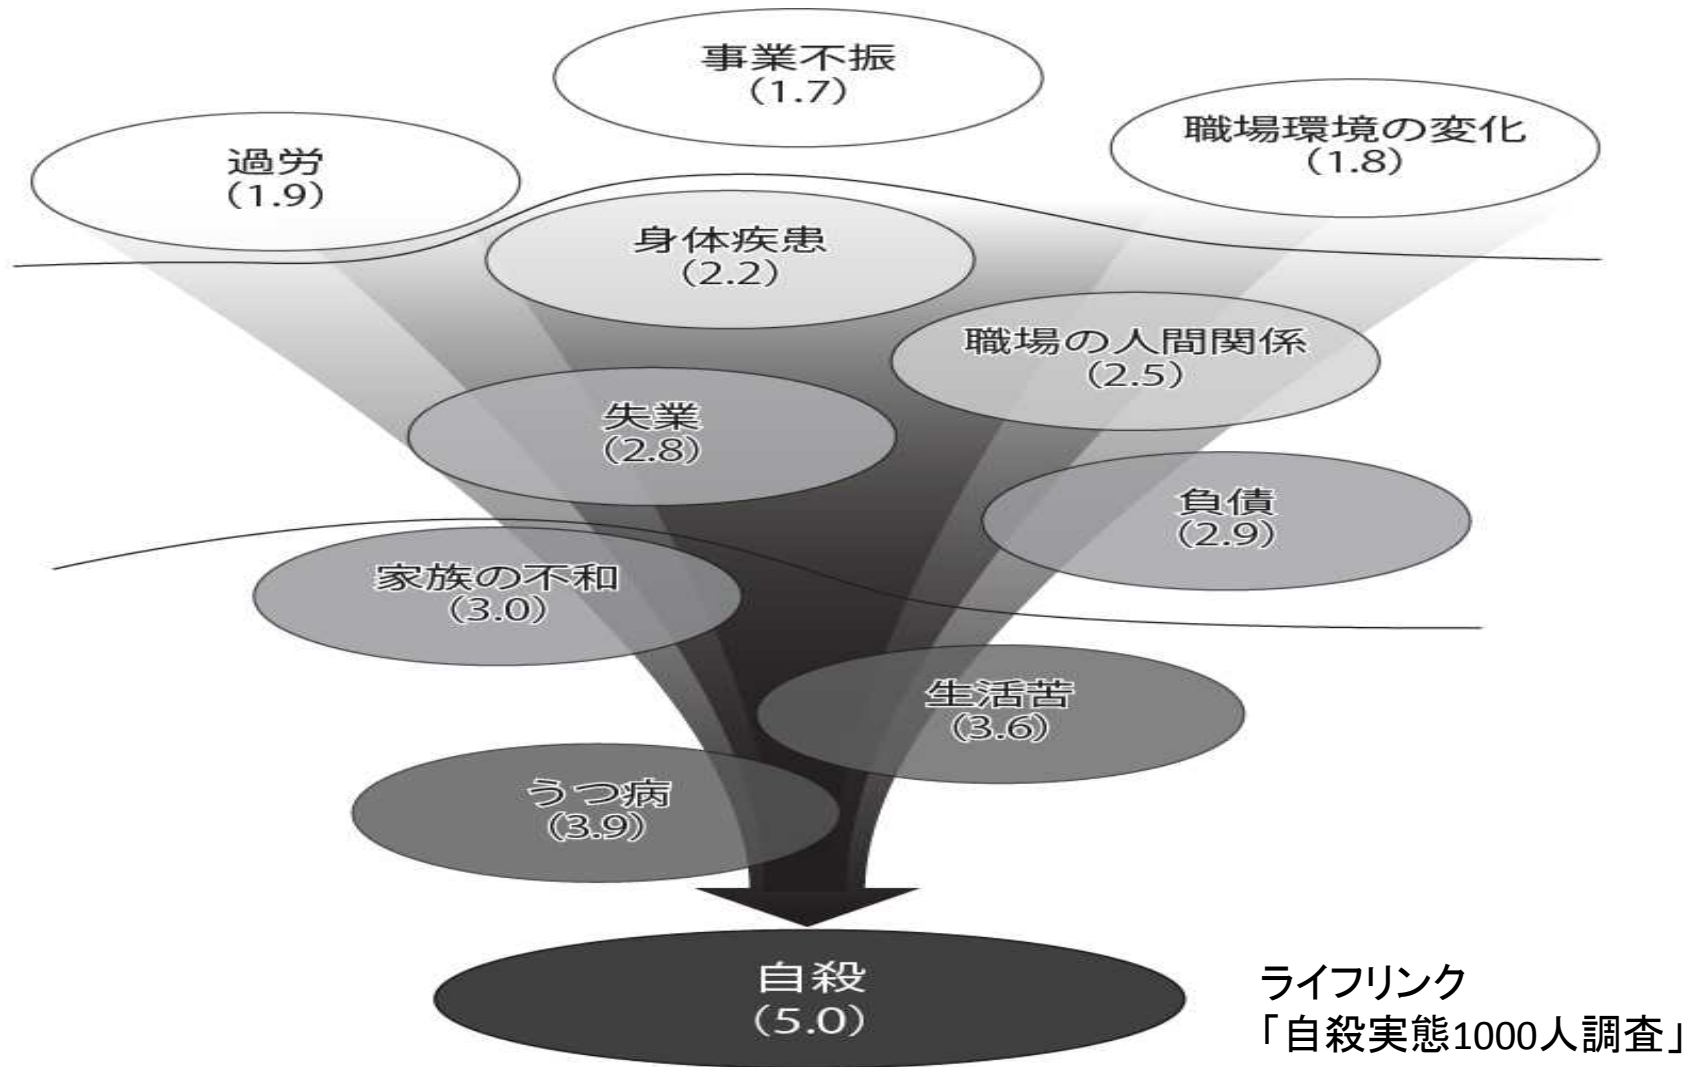 事業不振
(1.7)
職場環境の変化
(1.8)
過労
(1.9)
身体疾患
(2.2)
職場の人間関係
(2.5)
失業
(2.8)
負債
(2.9)
家族の不和
(3.0)
生活苦
(3.6)
うつ病
(3.9)
自殺
(5.0)
ライフリンク
「自殺実態1000人調査」